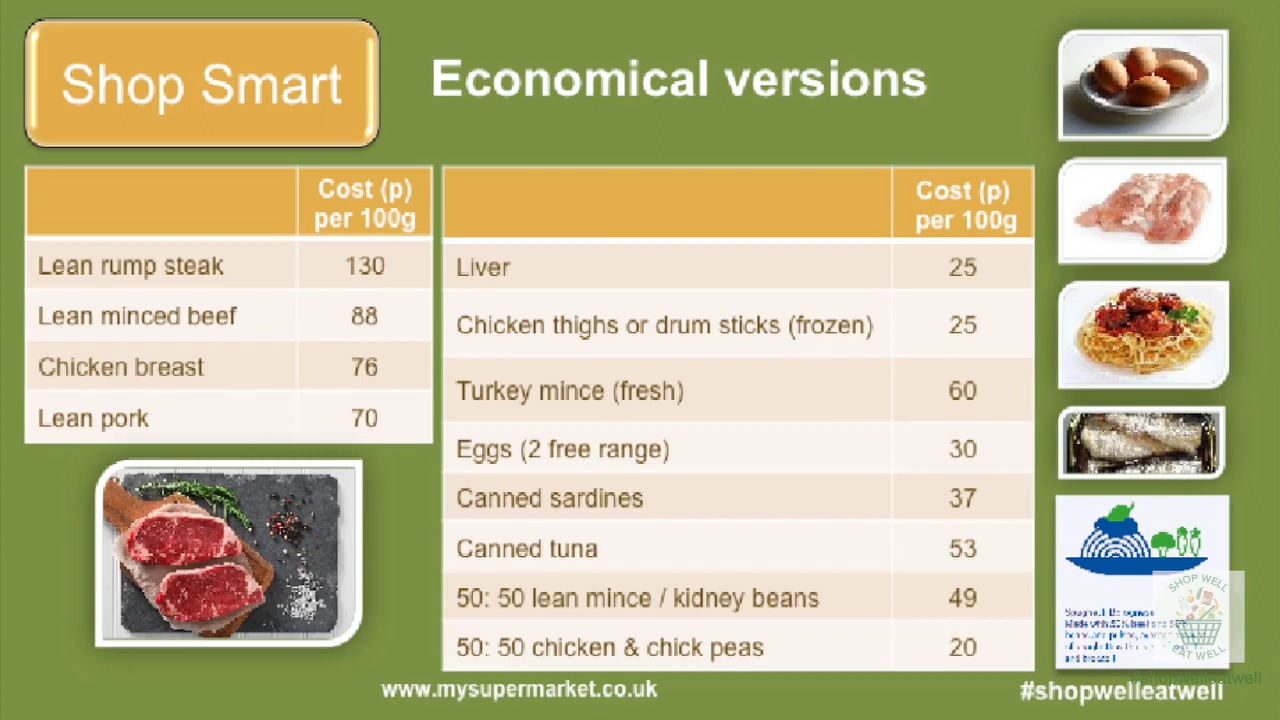 Shop Smart
Economical versions
Cost (p)
per 100g
Lean rump steak 130
Lean minced beef 88
Chicken breast 76
Lean pork 70
Cost (p)
per 100g
Liver 25
Chicken thighs or drum sticks (frozen) 25
Turkey mince (fresh) 60
Eggs (2 free range) 30
Canned sardines 37
Canned tuna 53
50: 50 lean mince / kidney beans 49
50: 50 chicken & chick peas 20
SHOP WELL
EAT WELL
#shopwelleatwell
www.mysupermarket.co.uk
#shopwelleatwell